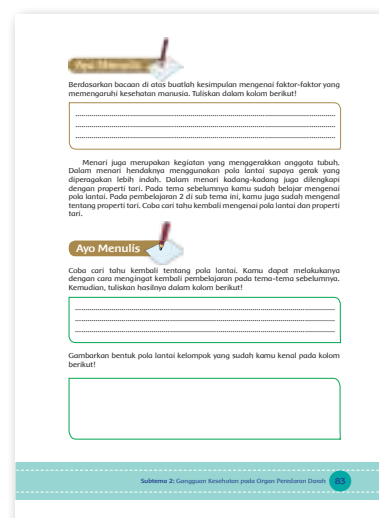 Ayo Menulis
Berdasarkan bacaan di atas buatlah kesimpulan mengenai faktor-faktor yang
memengaruhi kesehatan manusia. Tuliskan dalam kolom berikut!
Menari juga merupakan kegiatan yang menggerakkan anggota tubuh.
Dalam menari hendaknya menggunakan pola lantai supaya gerak yang
diperagakan lebih indah. Dalam menari kadang-kadang juga dilengkapi
dengan properti tari. Pada tema sebelumnya kamu sudah belajar mengenai
pola lantai. Pada pembelajaran 2 di sub tema ini, kamu juga sudah mengenal
tentang properti tari. Coba cari tahu kembali mengenai pola lantai dan properti
tari.
Ayo Menulis
Coba cari tahu kembali tentang pola lantai. Kamu dapat melakukanya
dengan cara mengingat kembali pembelajaran pada tema-tema sebelumnya.
Kemudian, tuliskan hasilnya dalam kolom berikut!
Gambarkan bentuk pola lantai kelompok yang sudah kamu kenal pada kolom
berikut!
Subtema 2: Gangguan Kesehatan pada Organ Peredaran Darah 83